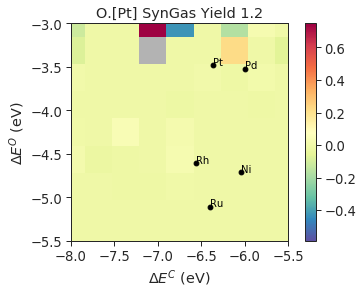 O.[Pt] SynGas Yield 1.2
−3.0
−3.5
−4.0
−4.5
−5.0
−5.5
ΔE^O (eV)
Pt
Pd
Rh
Ni
Ru
−8.0 −7.5 −7.0 −6.5 −6.0 −5.5
ΔE^C (eV)
0.6
0.4
0.2
0.0
−0.2
−0.4